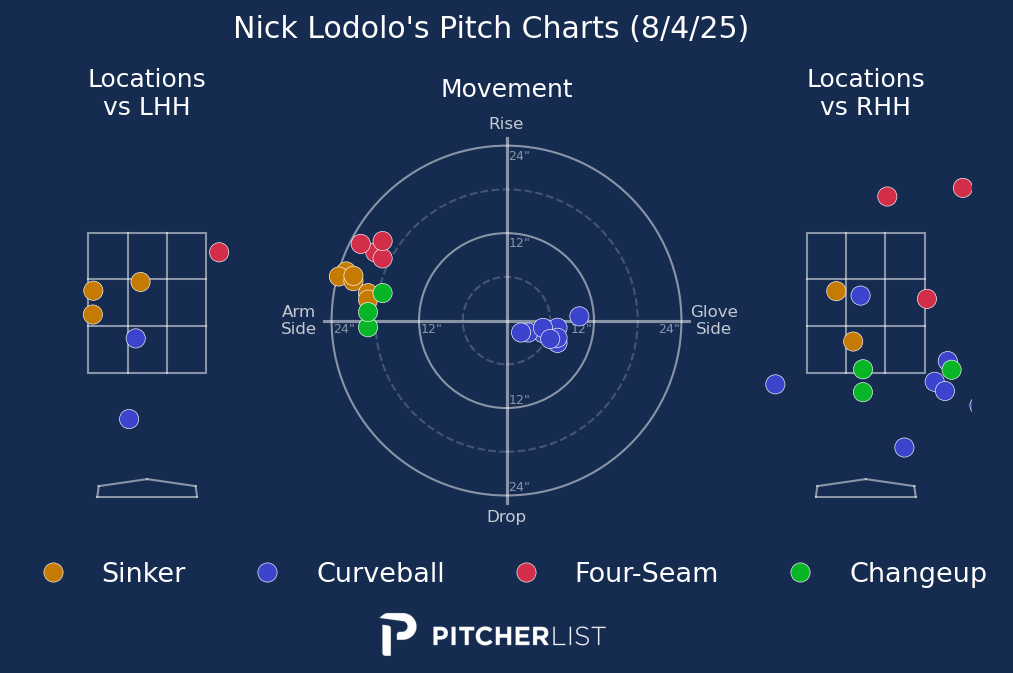 Nick Lodolo's Pitch Charts (8/4/25)
Locations
vs LHH
Movement
Locations
vs RHH
Rise
24"
12"
Arm
Side
24"
12"
12"
24"
Glove
Side
12"
24"
Drop
Sinker
Curveball
Four-Seam
Changeup
PITCHERLIST